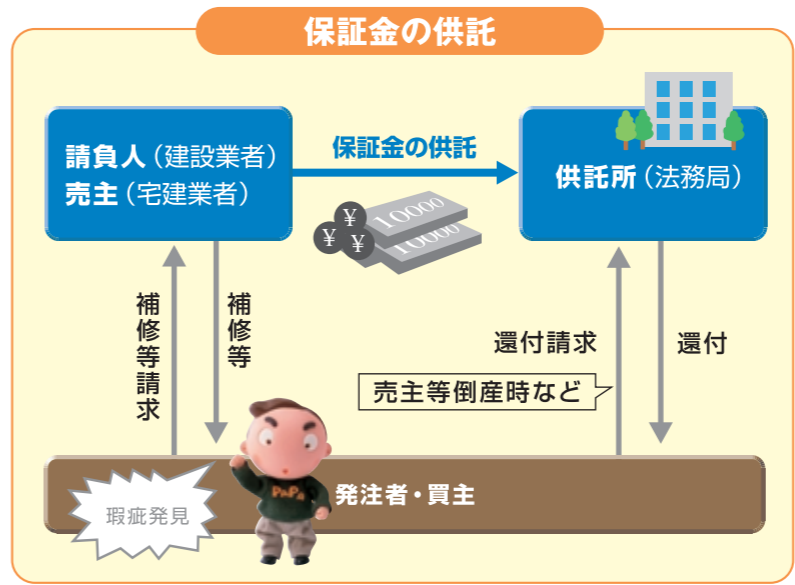 保証金の供託
請負人（建設業者）
売主（宅建業者）
保証金の供託
供託所（法務局）
¥
¥
¥
10000
10000
補修等請求
補修等
還付請求
還付
売主等倒産時など
発注者・買主
瑕疵発見
PaPa